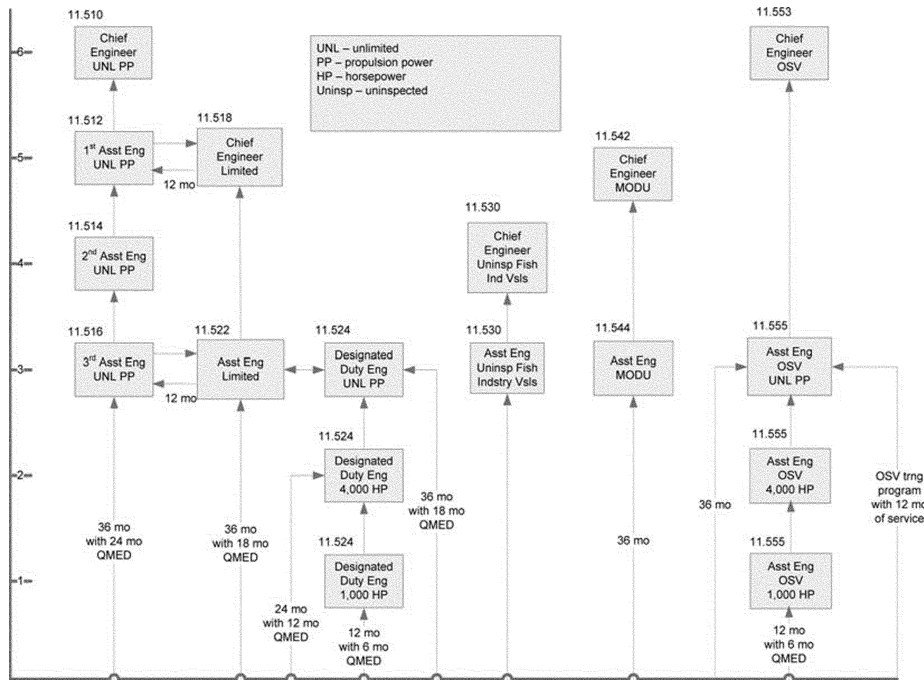 11.510
Chief
Engineer
UNL PP
11.512
1st Asst Eng
UNL PP
11.514
2nd Asst Eng
UNL PP
11.516
3rd Asst Eng
UNL PP
12 mo
12 mo
36 mo
with 24 mo
QMED
11.518
Chief
Engineer
Limited
11.522
Asst Eng
Limited
36 mo
with 18 mo
QMED
UNL – unlimited
PP – propulsion power
HP – horsepower
Uninsp – uninspected
11.524
Designated
Duty Eng
UNL PP
11.524
Designated
Duty Eng
4,000 HP
11.524
Designated
Duty Eng
1,000 HP
24 mo
with 12 mo
QMED
12 mo
with 6 mo
QMED
36 mo
with 18 mo
QMED
11.530
Chief
Engineer
Uninsp Fish
Ind Vsls
11.530
Asst Eng
Uninsp Fish
Indstry Vsls
11.542
Chief
Engineer
MODU
11.544
Asst Eng
MODU
36 mo
11.553
Chief
Engineer
OSV
11.555
Asst Eng
OSV
UNL PP
11.555
Asst Eng
OSV
4,000 HP
11.555
Asst Eng
OSV
1,000 HP
36 mo
12 mo
with 6 mo
QMED
OSV trng
program
with 12 mo
of service
6
5
4
3
2
1